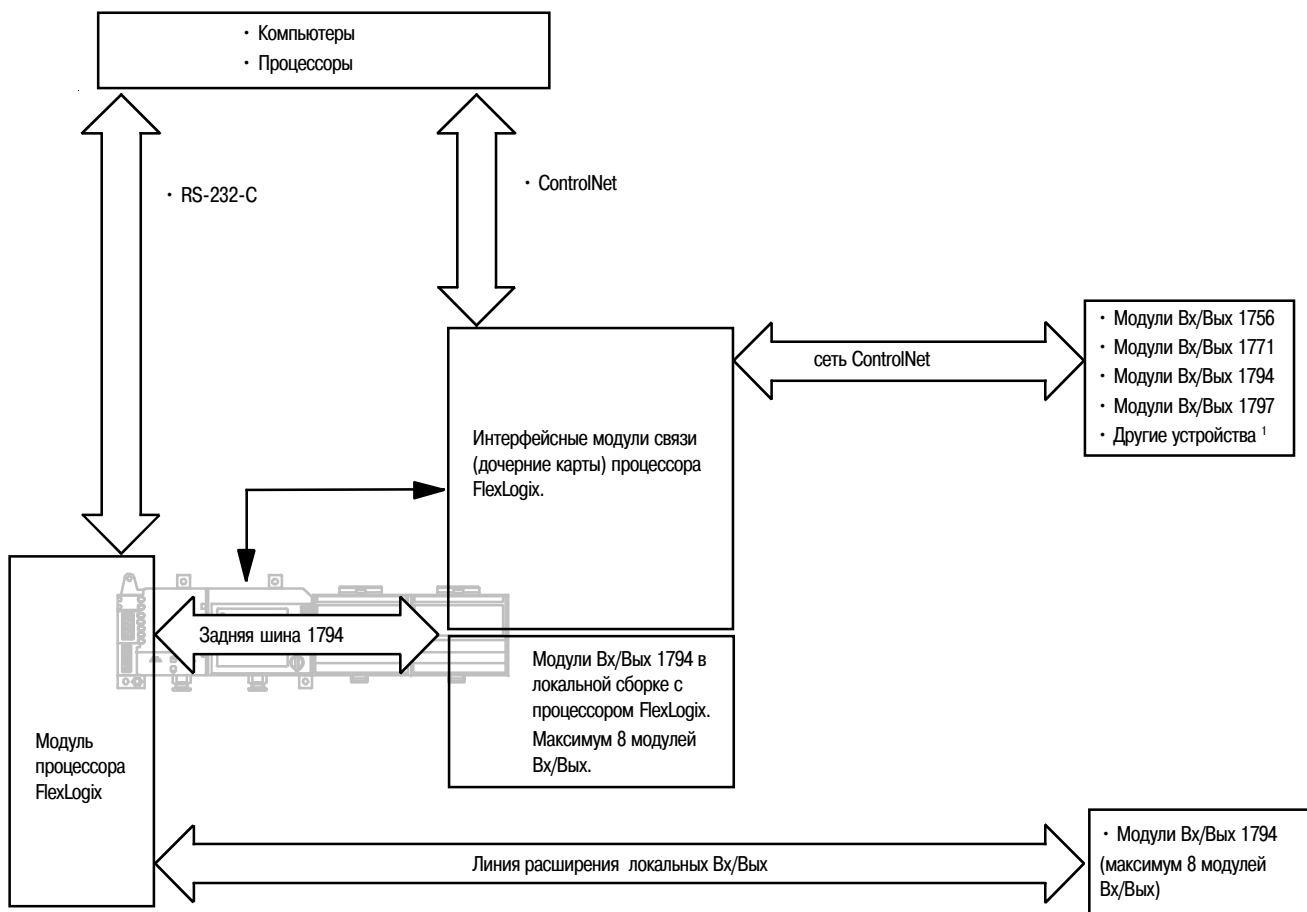 · Компьютеры
· Процессоры
· RS-232-C
· ControlNet
сеть ControlNet
· Модули Вх/Вых 1756
· Модули Вх/Вых 1771
· Модули Вх/Вых 1794
· Модули Вх/Вых 1797
· Другие устройства ¹
Интерфейсные модули связи
(дочерние карты) процессора
FlexLogix.
Задняя шина 1794
Модули Вх/Вых 1794 в
локальной сборке с
процессором FlexLogix.
Максимум 8 модулей
Вх/Вых.
Модуль
процессора
FlexLogix
Линия расширения локальных Вх/Вых
· Модули Вх/Вых 1794
(максимум 8 модулей
Вх/Вых)